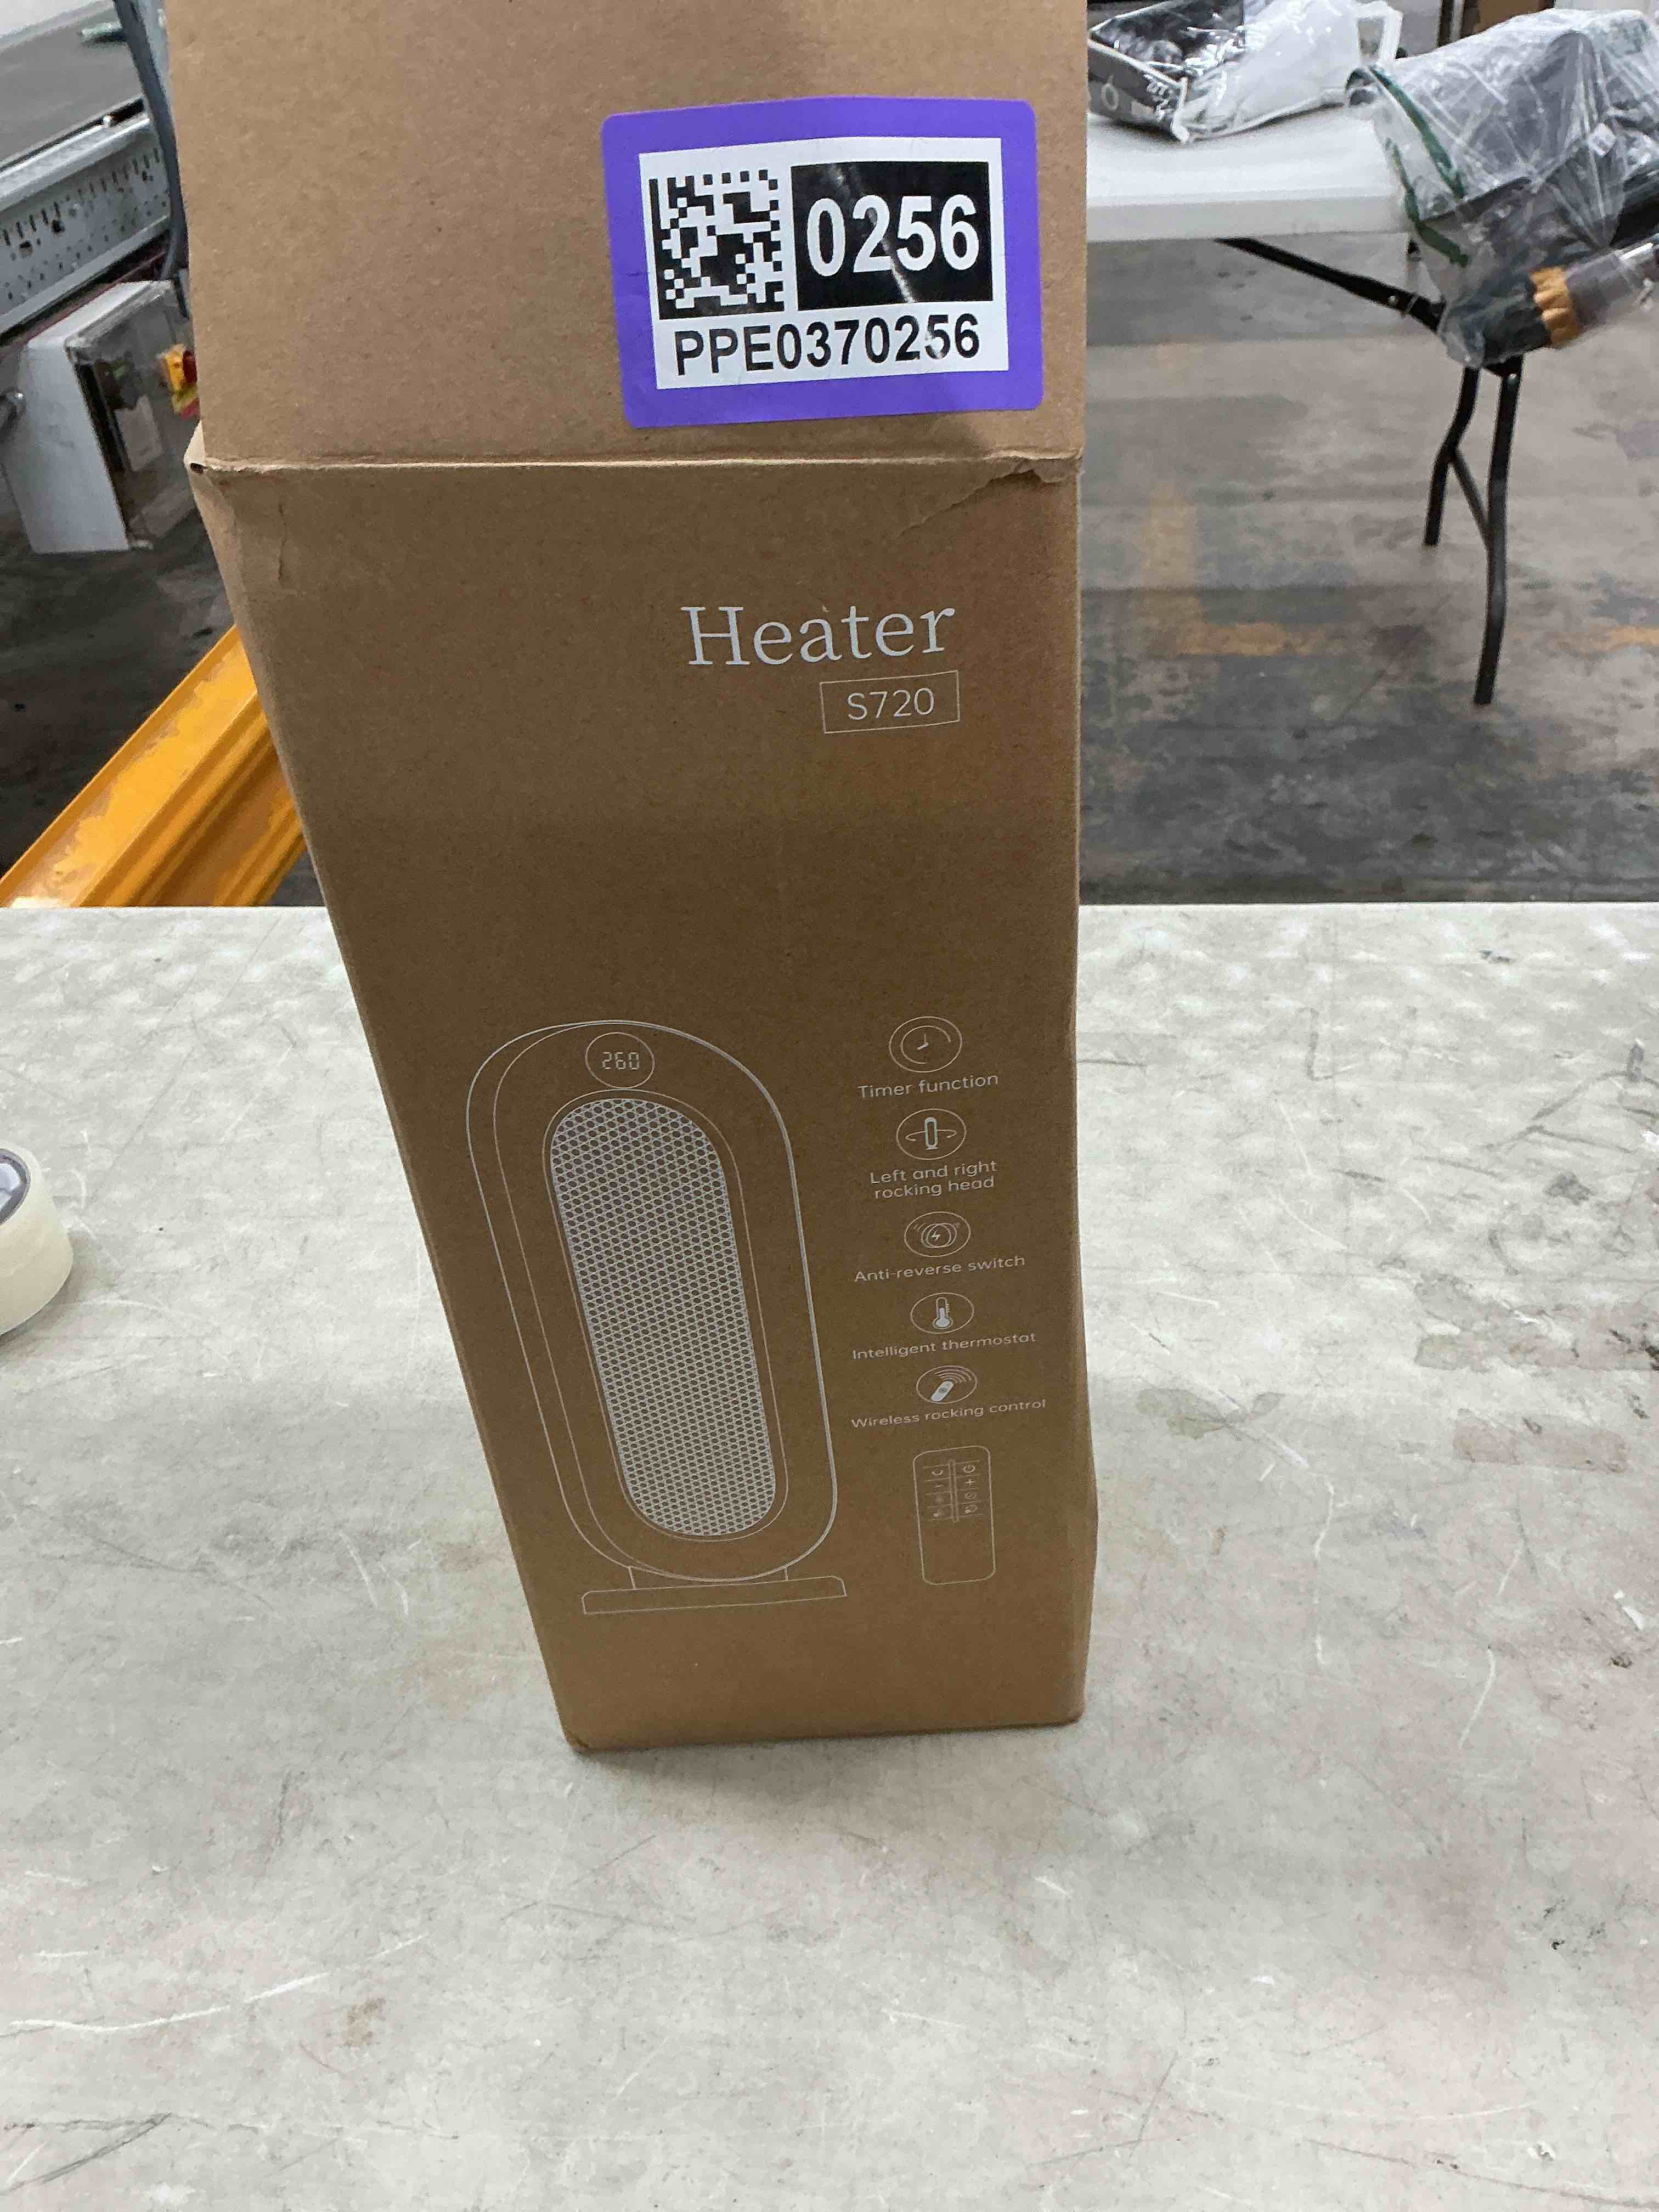 0256
PPE0370256
Heater
S720
260
Timer function
Left and right
rocking head
Anti-reverse switch
Intelligent thermostat
Wireless rocking control